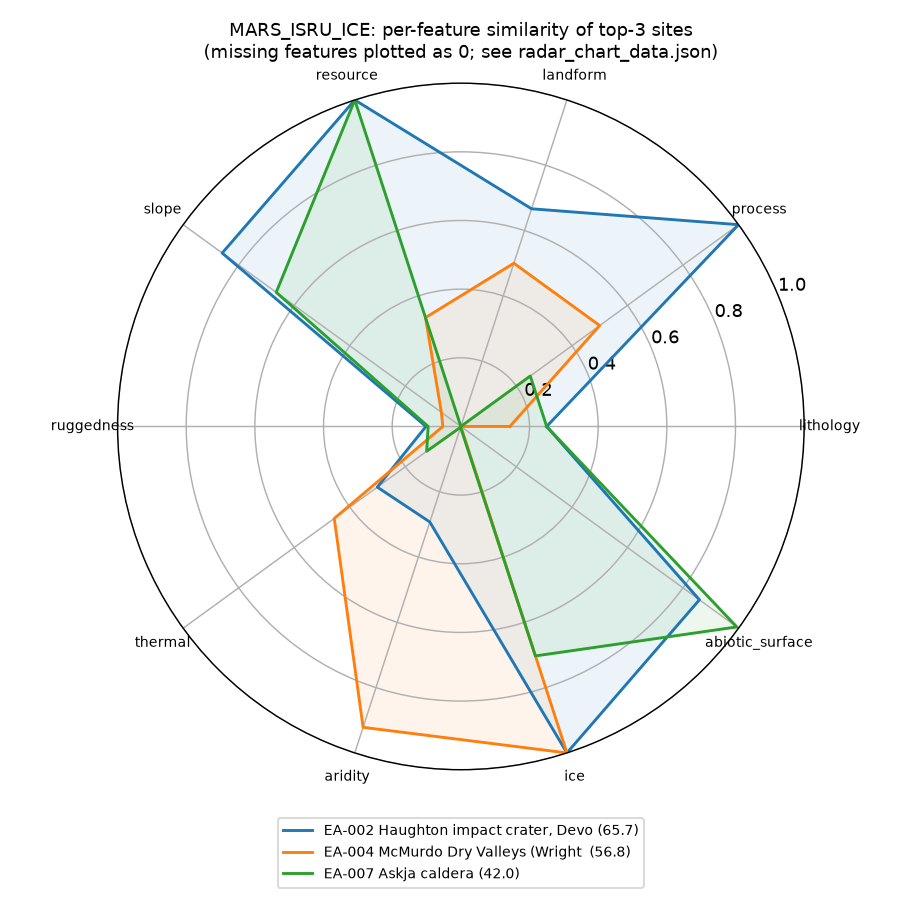 MARS_ISRU_ICE: per-feature similarity of top-3 sites
(missing features plotted as 0; see radar_chart_data.json)
resource
landform
slope
process
1.0
0.8
0.6
0.4
0.2
ruggedness
lithology
thermal
abiotic_surface
aridity
ice
EA-002 Haughton impact crater, Devo (65.7)
EA-004 McMurdo Dry Valleys (Wright  (56.8)
EA-007 Askja caldera (42.0)